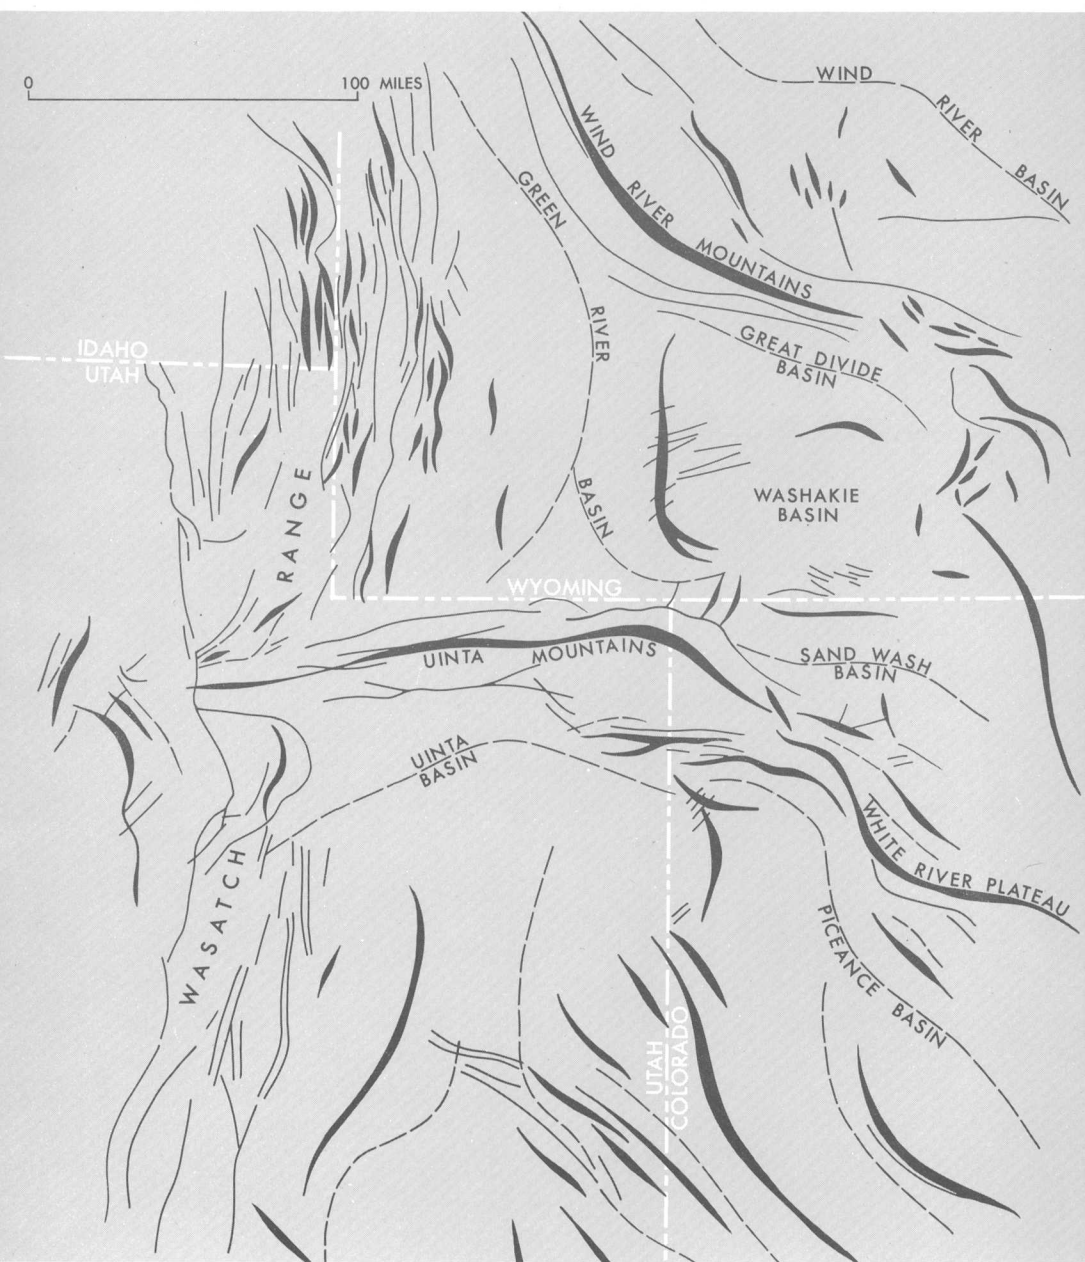 WIND
RIVER
BASIN
0 100 MILES
WIND
RIVER
MOUNTAINS
GREEN
RIVER
BASIN
IDAHO
UTAH
GREAT DIVIDE
BASIN
RANGE
WASHAKIE
BASIN
WYOMING
UINTA MOUNTAINS
SAND WASH
BASIN
UINTA
BASIN
WHITE RIVER PLATEAU
WASATCH
PICEANCE BASIN
UTAH
COLORADO